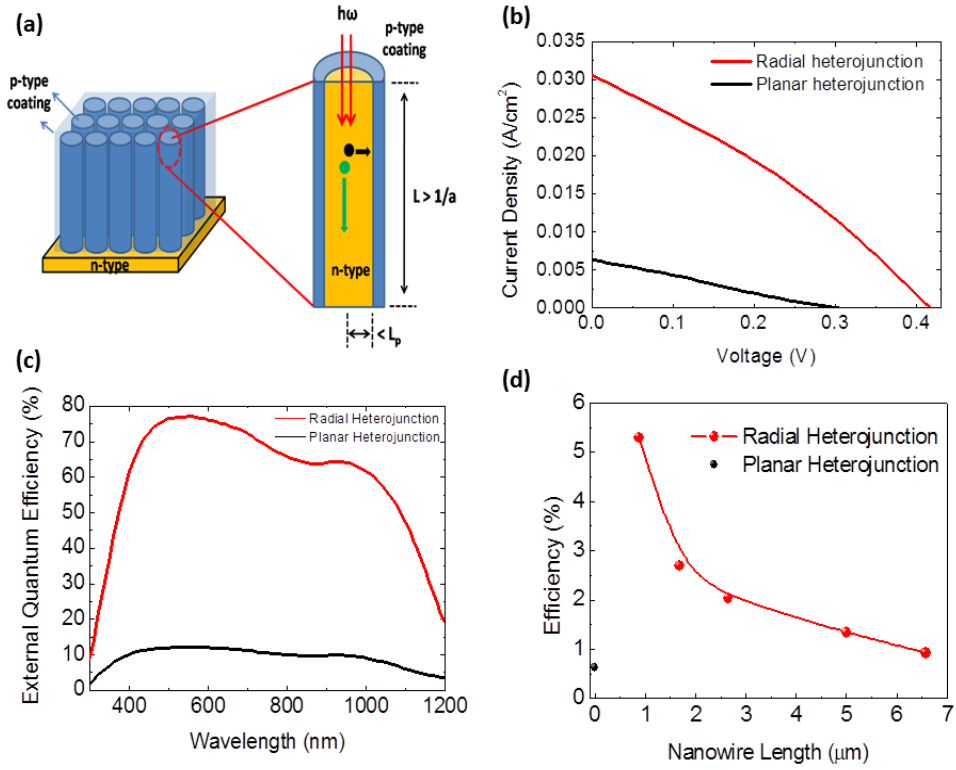 (a)
hω
p-type
coating
p-type
coating
n-type
n-type
L > 1/a
< Lp
(b)
0.035
0.030
0.025
0.020
0.015
0.010
0.005
0.000
Current Density (A/cm²)
Radial heterojunction
Planar heterojunction
0.0 0.1 0.2 0.3 0.4
Voltage (V)
(c)
80
70
60
50
40
30
20
10
0
External Quantum Efficiency (%)
Radial Heterojunction
Planar Heterojunction
400 600 800 1000 1200
Wavelength (nm)
(d)
6
5
4
3
2
1
0
Efficiency (%)
Radial Heterojunction
Planar Heterojunction
0 1 2 3 4 5 6 7
Nanowire Length (μm)